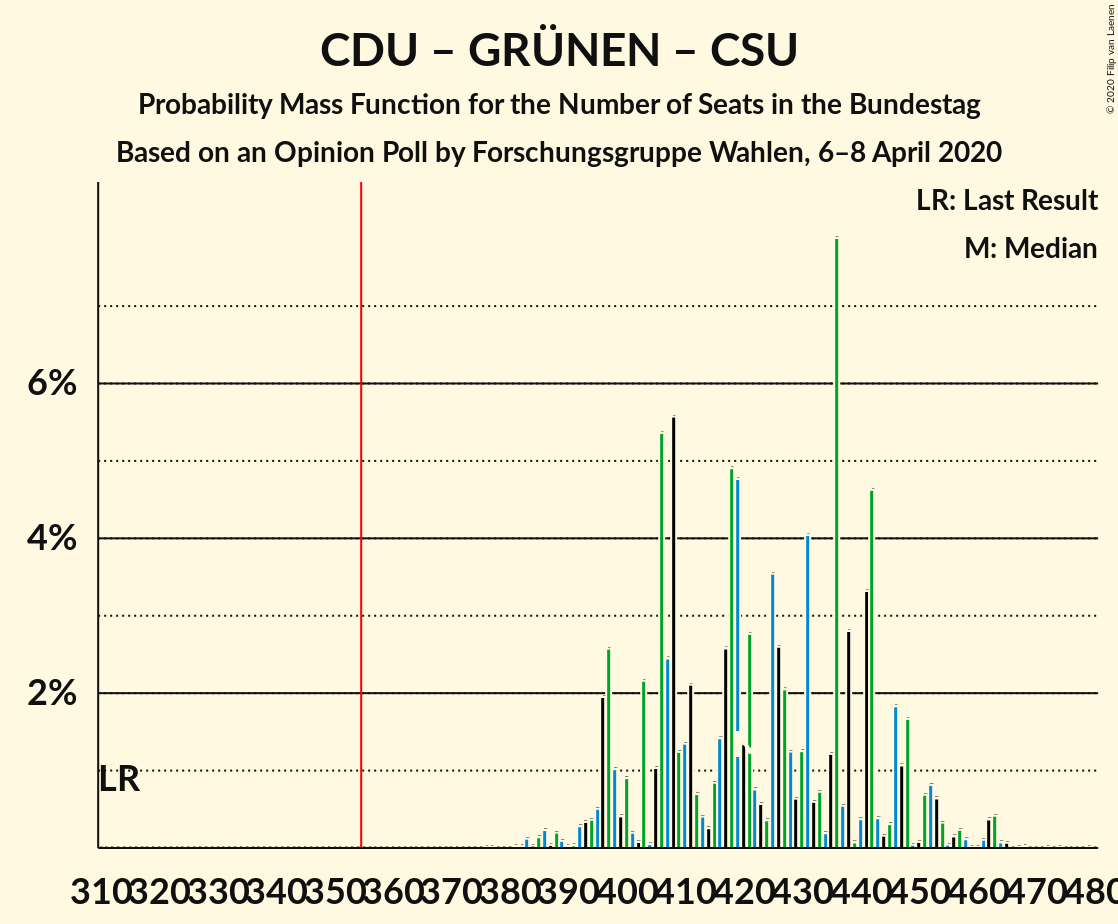 CDU – GRÜNEN – CSU
Probability Mass Function for the Number of Seats in the Bundestag
Based on an Opinion Poll by Forschungsgruppe Wahlen, 6–8 April 2020
© 2020 Filip van Laenen
LR: Last Result
M: Median
6%
4%
2%
LR
310 320 330 340 350 360 370 380 390 400 410 420 430 440 450 460 470 480